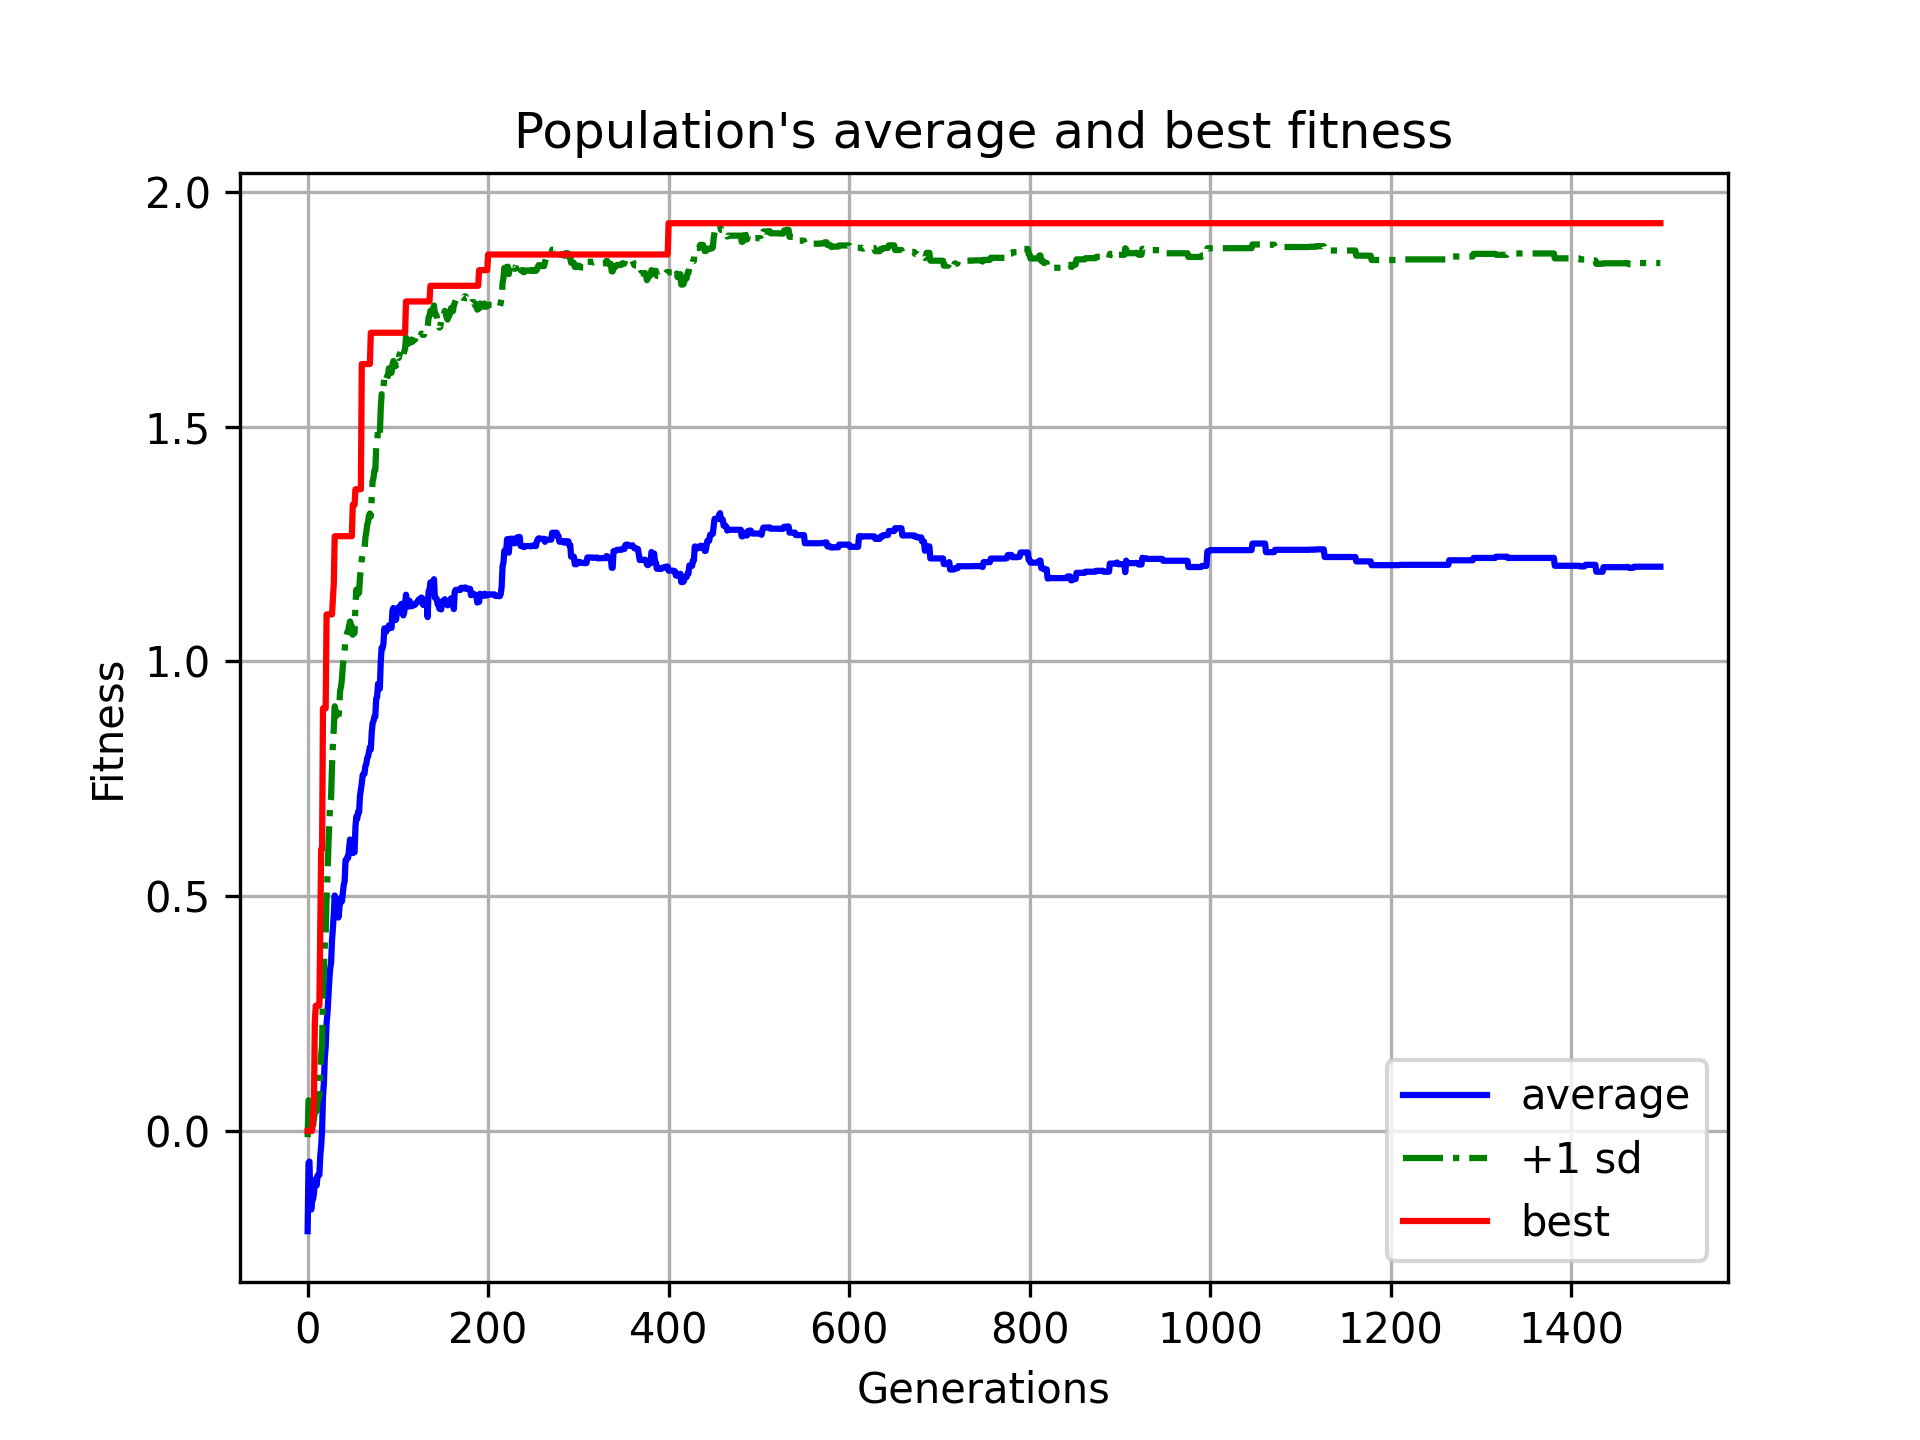 Population's average and best fitness
2.0
1.5
1.0
0.5
0.0
Fitness
0 200 400 600 800 1000 1200 1400
Generations
average
+1 sd
best